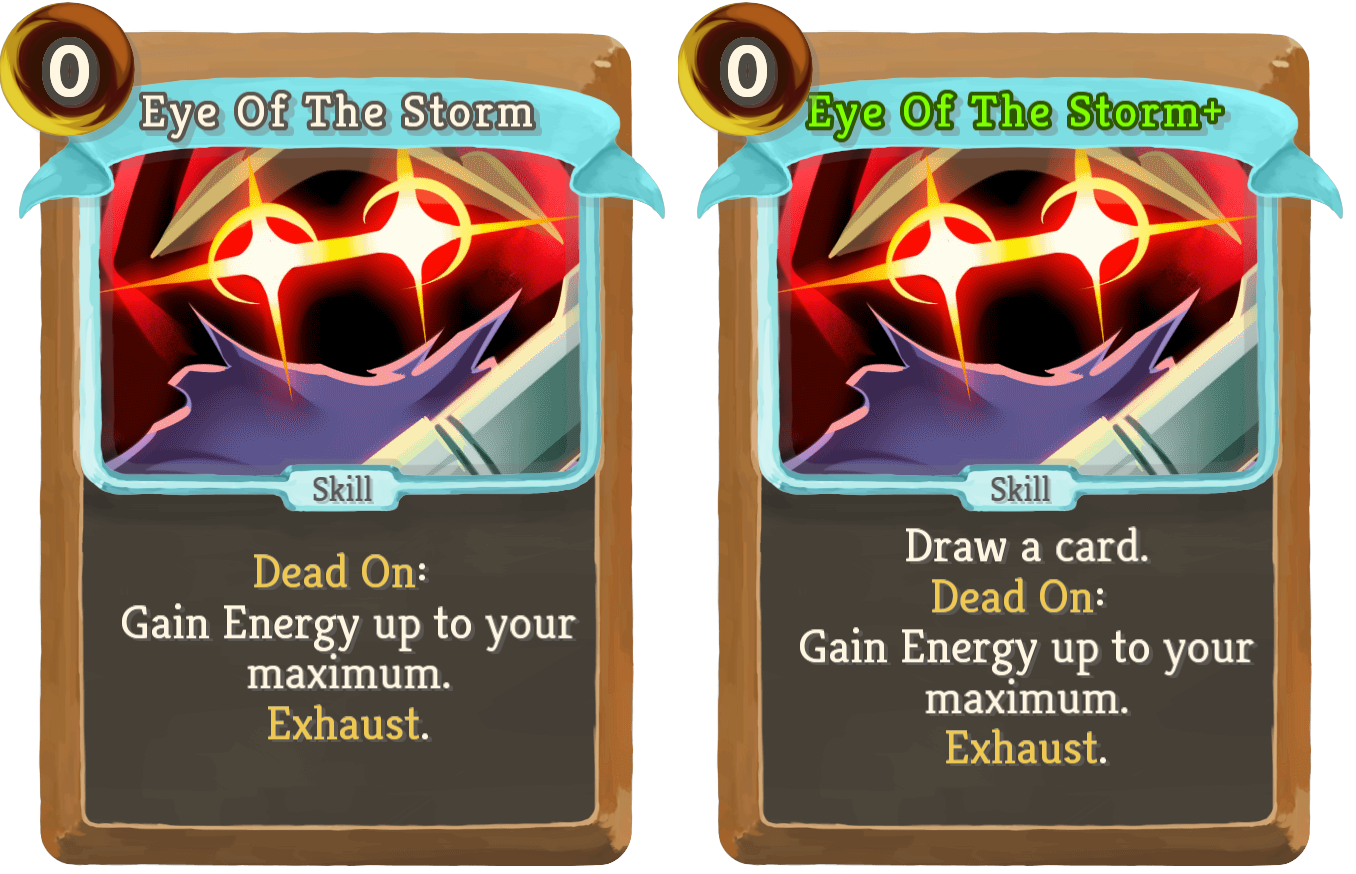 0
Eye Of The Storm
Skill
Dead On:
Gain Energy up to your
maximum.
Exhaust.
0
Eye Of The Storm+
Skill
Draw a card.
Dead On:
Gain Energy up to your
maximum.
Exhaust.